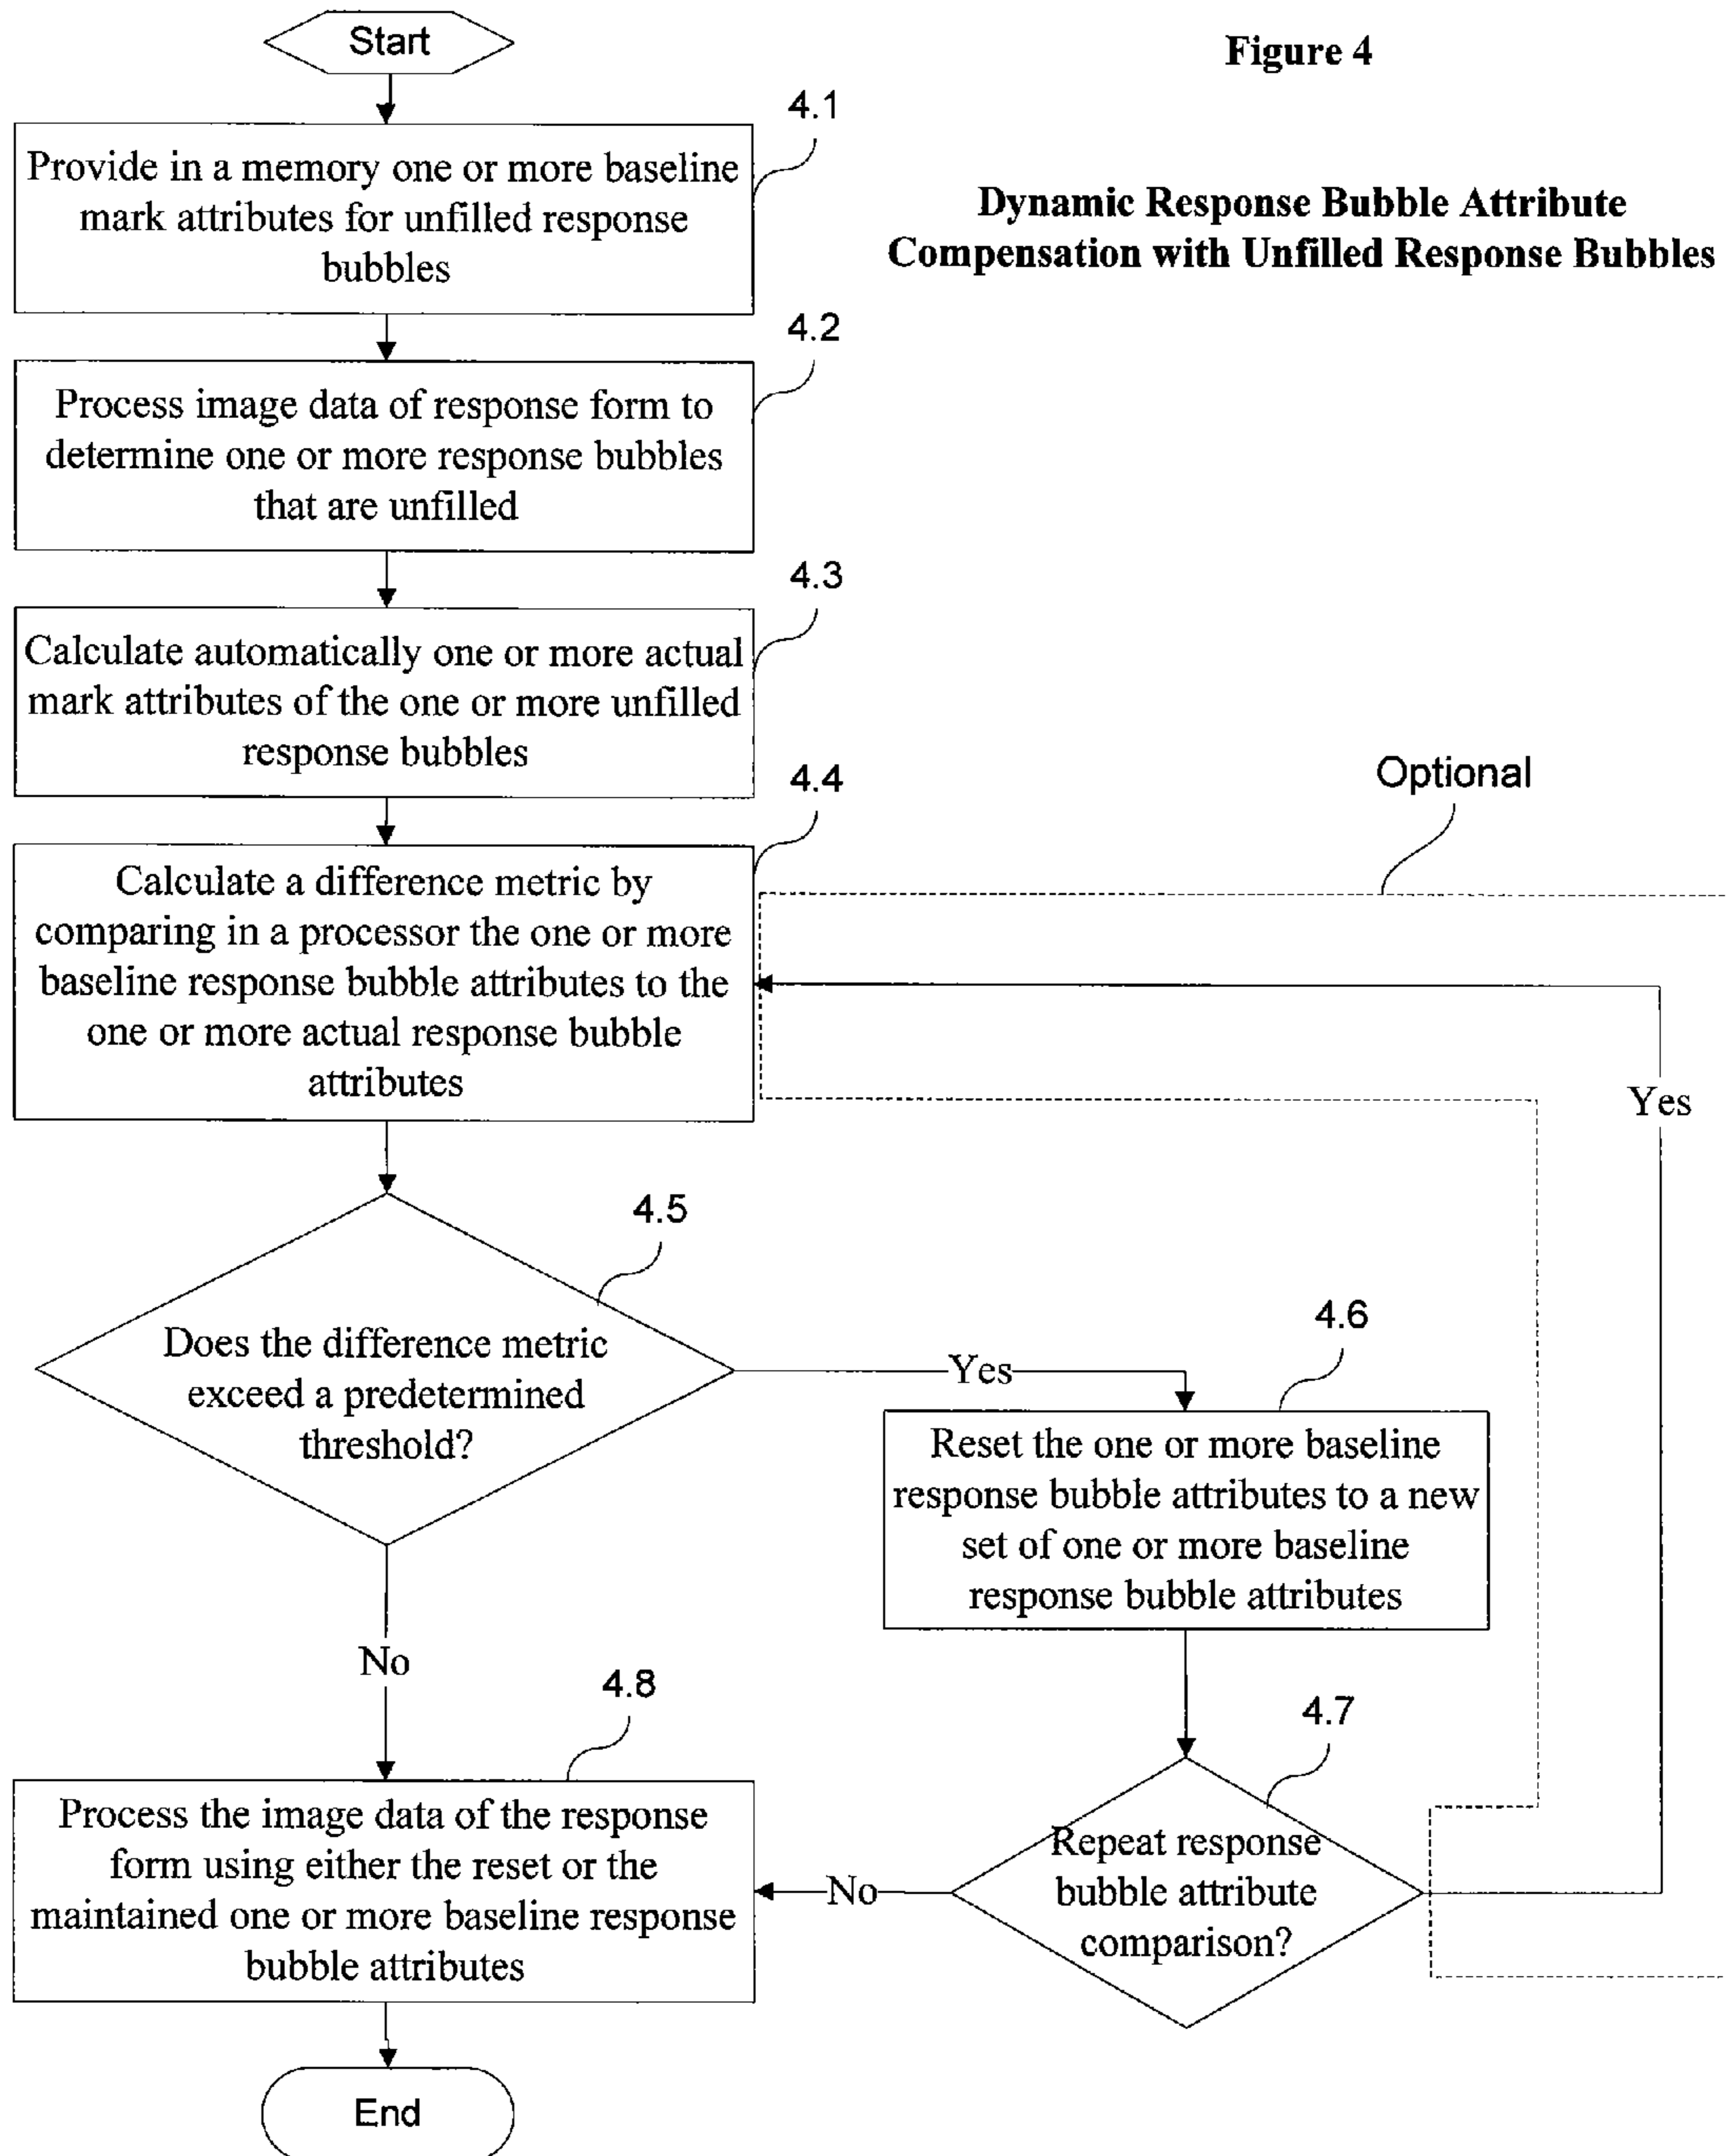 Start
Figure 4
4.1
Provide in a memory one or more baseline
mark attributes for unfilled response
bubbles
Dynamic Response Bubble Attribute
Compensation with Unfilled Response Bubbles
4.2
Process image data of response form to
determine one or more response bubbles
that are unfilled
4.3
Calculate automatically one or more actual
mark attributes of the one or more unfilled
response bubbles
4.4
Optional
Calculate a difference metric by
comparing in a processor the one or more
baseline response bubble attributes to the
one or more actual response bubble
attributes
Yes
4.5
Does the difference metric
exceed a predetermined
threshold?
Yes
4.6
Reset the one or more baseline
response bubble attributes to a new
set of one or more baseline
response bubble attributes
No
4.7
Repeat response
bubble attribute
comparison?
No
4.8
Process the image data of the response
form using either the reset or the
maintained one or more baseline response
bubble attributes
End